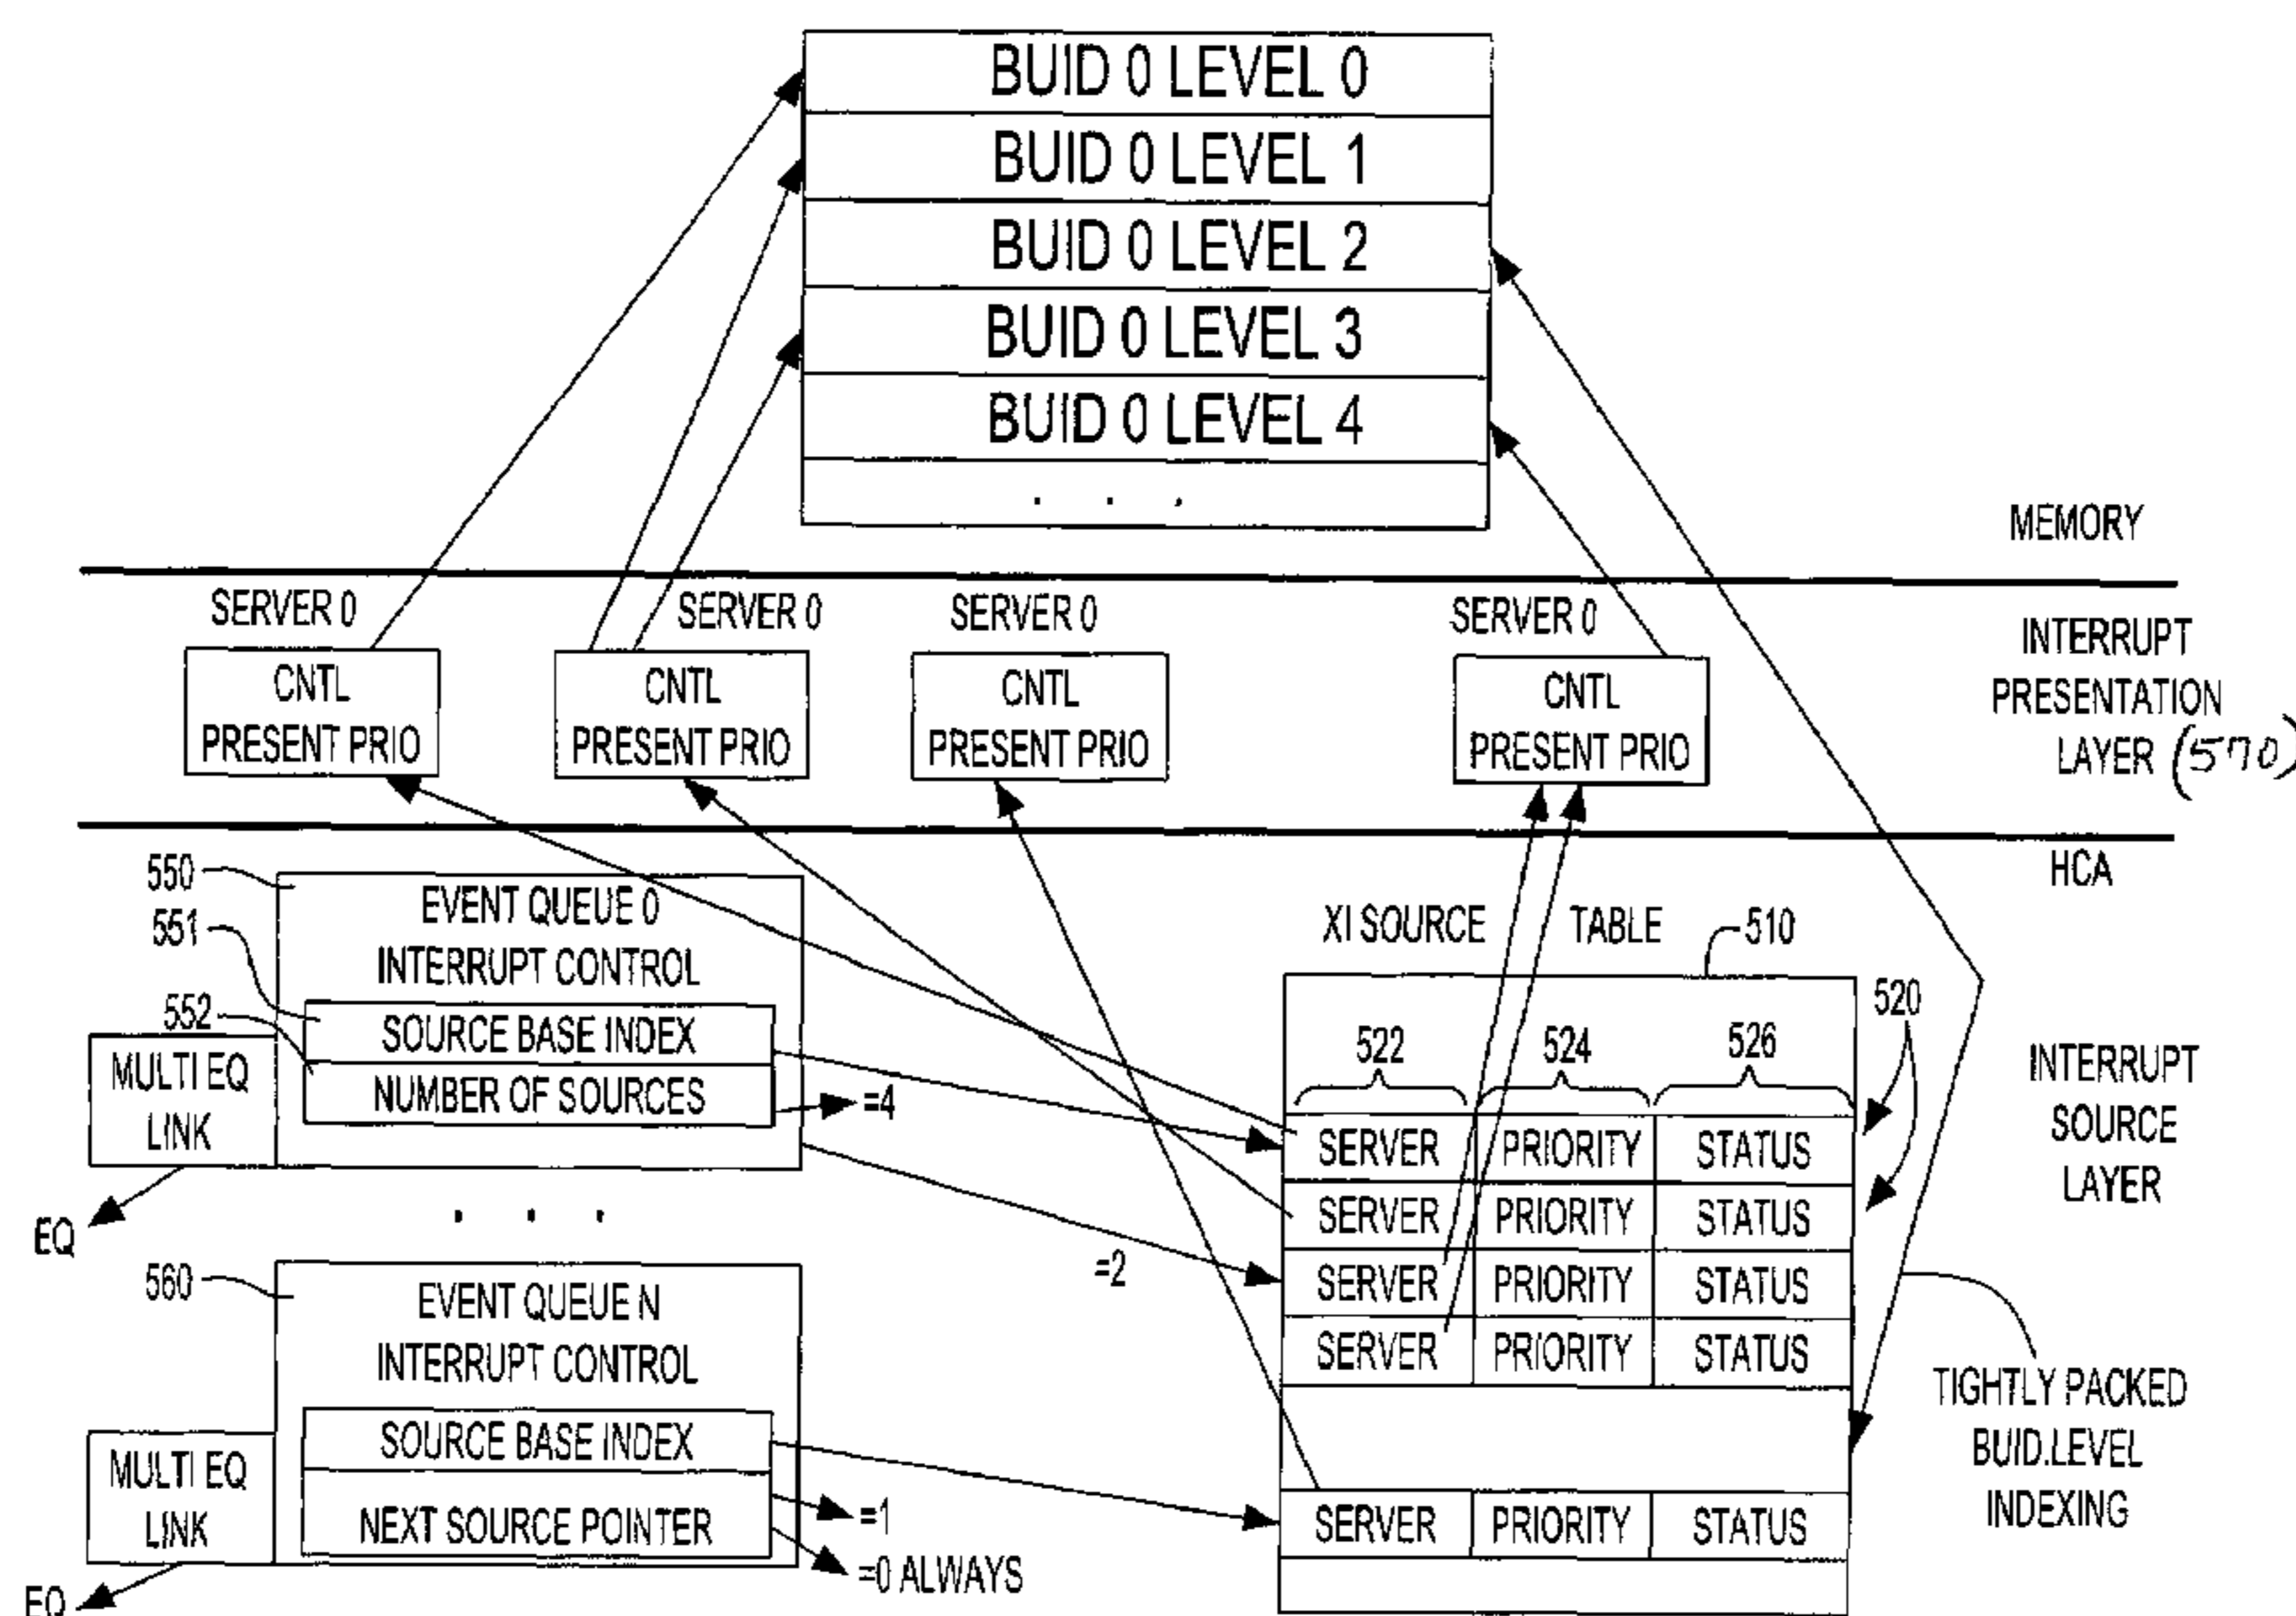 BUID 0 LEVEL 0
BUID 0 LEVEL 1
BUID 0 LEVEL 2
BUID 0 LEVEL 3
BUID 0 LEVEL 4
. . .
MEMORY
SERVER 0
SERVER 0
SERVER 0
SERVER 0
CNTL
PRESENT PRIO
CNTL
PRESENT PRIO
CNTL
PRESENT PRIO
CNTL
PRESENT PRIO
INTERRUPT
PRESENTATION
LAYER (570)
HCA
550
EVENT QUEUE 0
INTERRUPT CONTROL
551
552
SOURCE BASE INDEX
NUMBER OF SOURCES
=4
MULTI EQ
LINK
EQ
. . .
=2
560
EVENT QUEUE N
INTERRUPT CONTROL
SOURCE BASE INDEX
NEXT SOURCE POINTER
=1
=0 ALWAYS
MULTI EQ
LINK
EQ
XI SOURCE TABLE
510
520
522 524 526
SERVER PRIORITY STATUS
SERVER PRIORITY STATUS
SERVER PRIORITY STATUS
SERVER PRIORITY STATUS
SERVER PRIORITY STATUS
INTERRUPT
SOURCE
LAYER
TIGHTLY PACKED
BUID.LEVEL
INDEXING